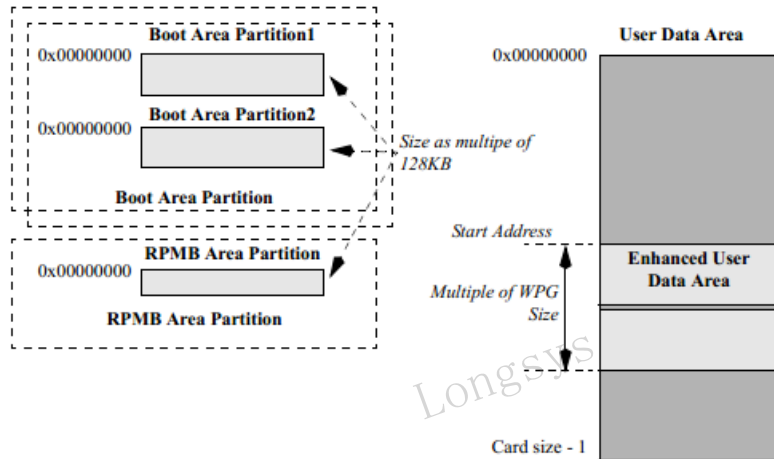 Boot Area Partition1
0x00000000
Boot Area Partition2
0x00000000
Size as multipe of
128KB
Boot Area Partition
RPMB Area Partition
0x00000000
RPMB Area Partition
User Data Area
0x00000000
Start Address
Enhanced User
Data Area
Multiple of WPG
Size
Longsys
Card size - 1